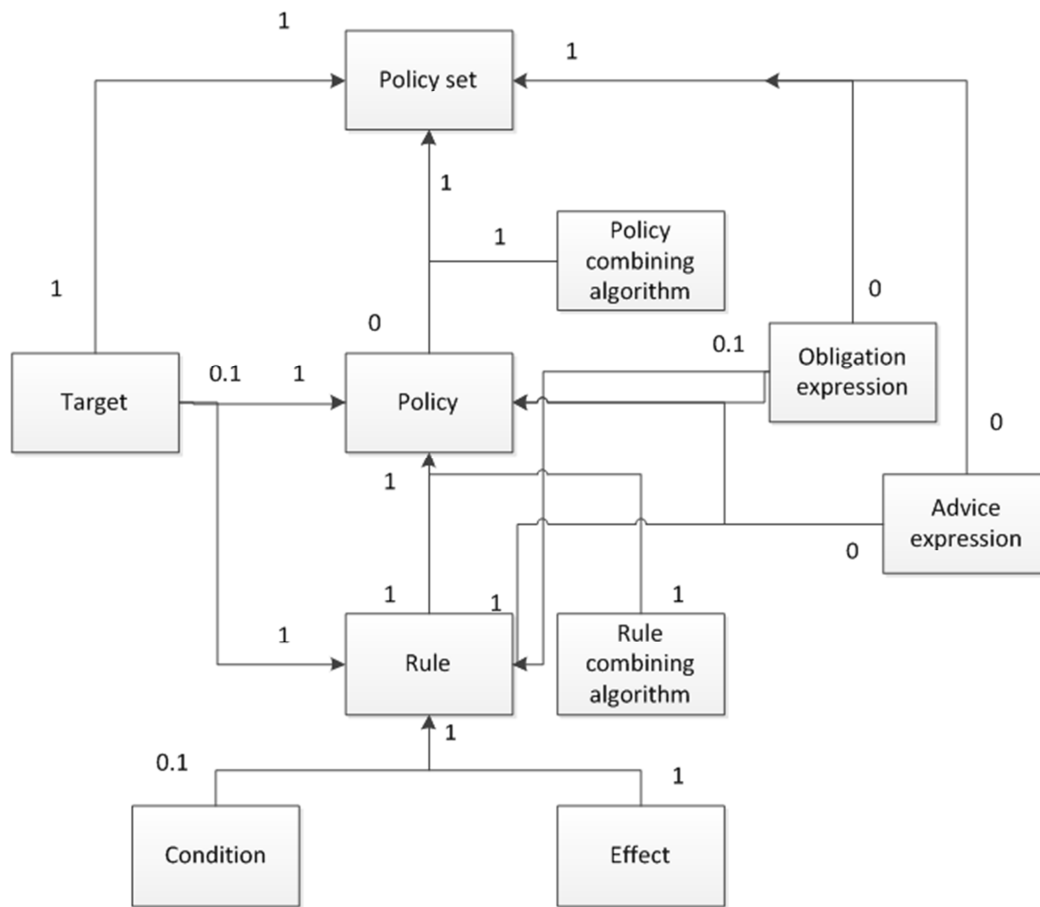 1
Policy set
1
1
1
Policy
combining
algorithm
1
0
0
0.1
Obligation
expression
Target
0.1
1
Policy
0
1
Advice
expression
0
1
1
1
1
Rule
Rule
combining
algorithm
1
1
0.1
1
Condition
Effect